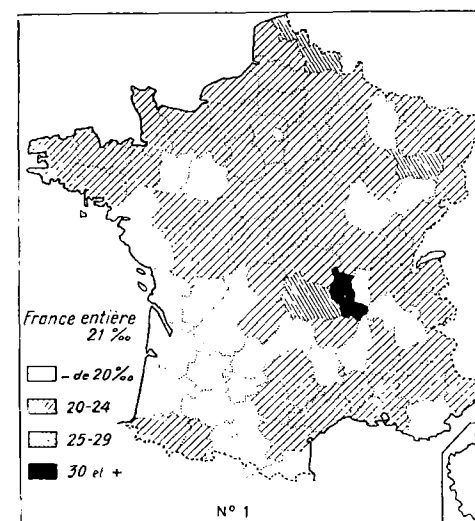 France entière
21 ‰
- de 20 ‰
20-24
25-29
30 et +
N° 1